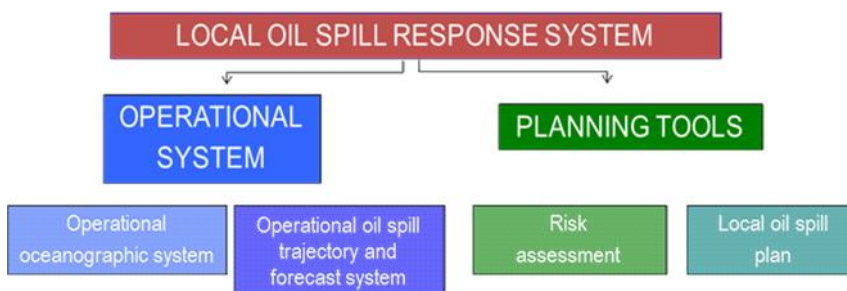 LOCAL OIL SPILL RESPONSE SYSTEM
OPERATIONAL
SYSTEM
PLANNING TOOLS
Operational
oceanographic system
Operational oil spill
trajectory and
forecast system
Risk
assessment
Local oil spill
plan